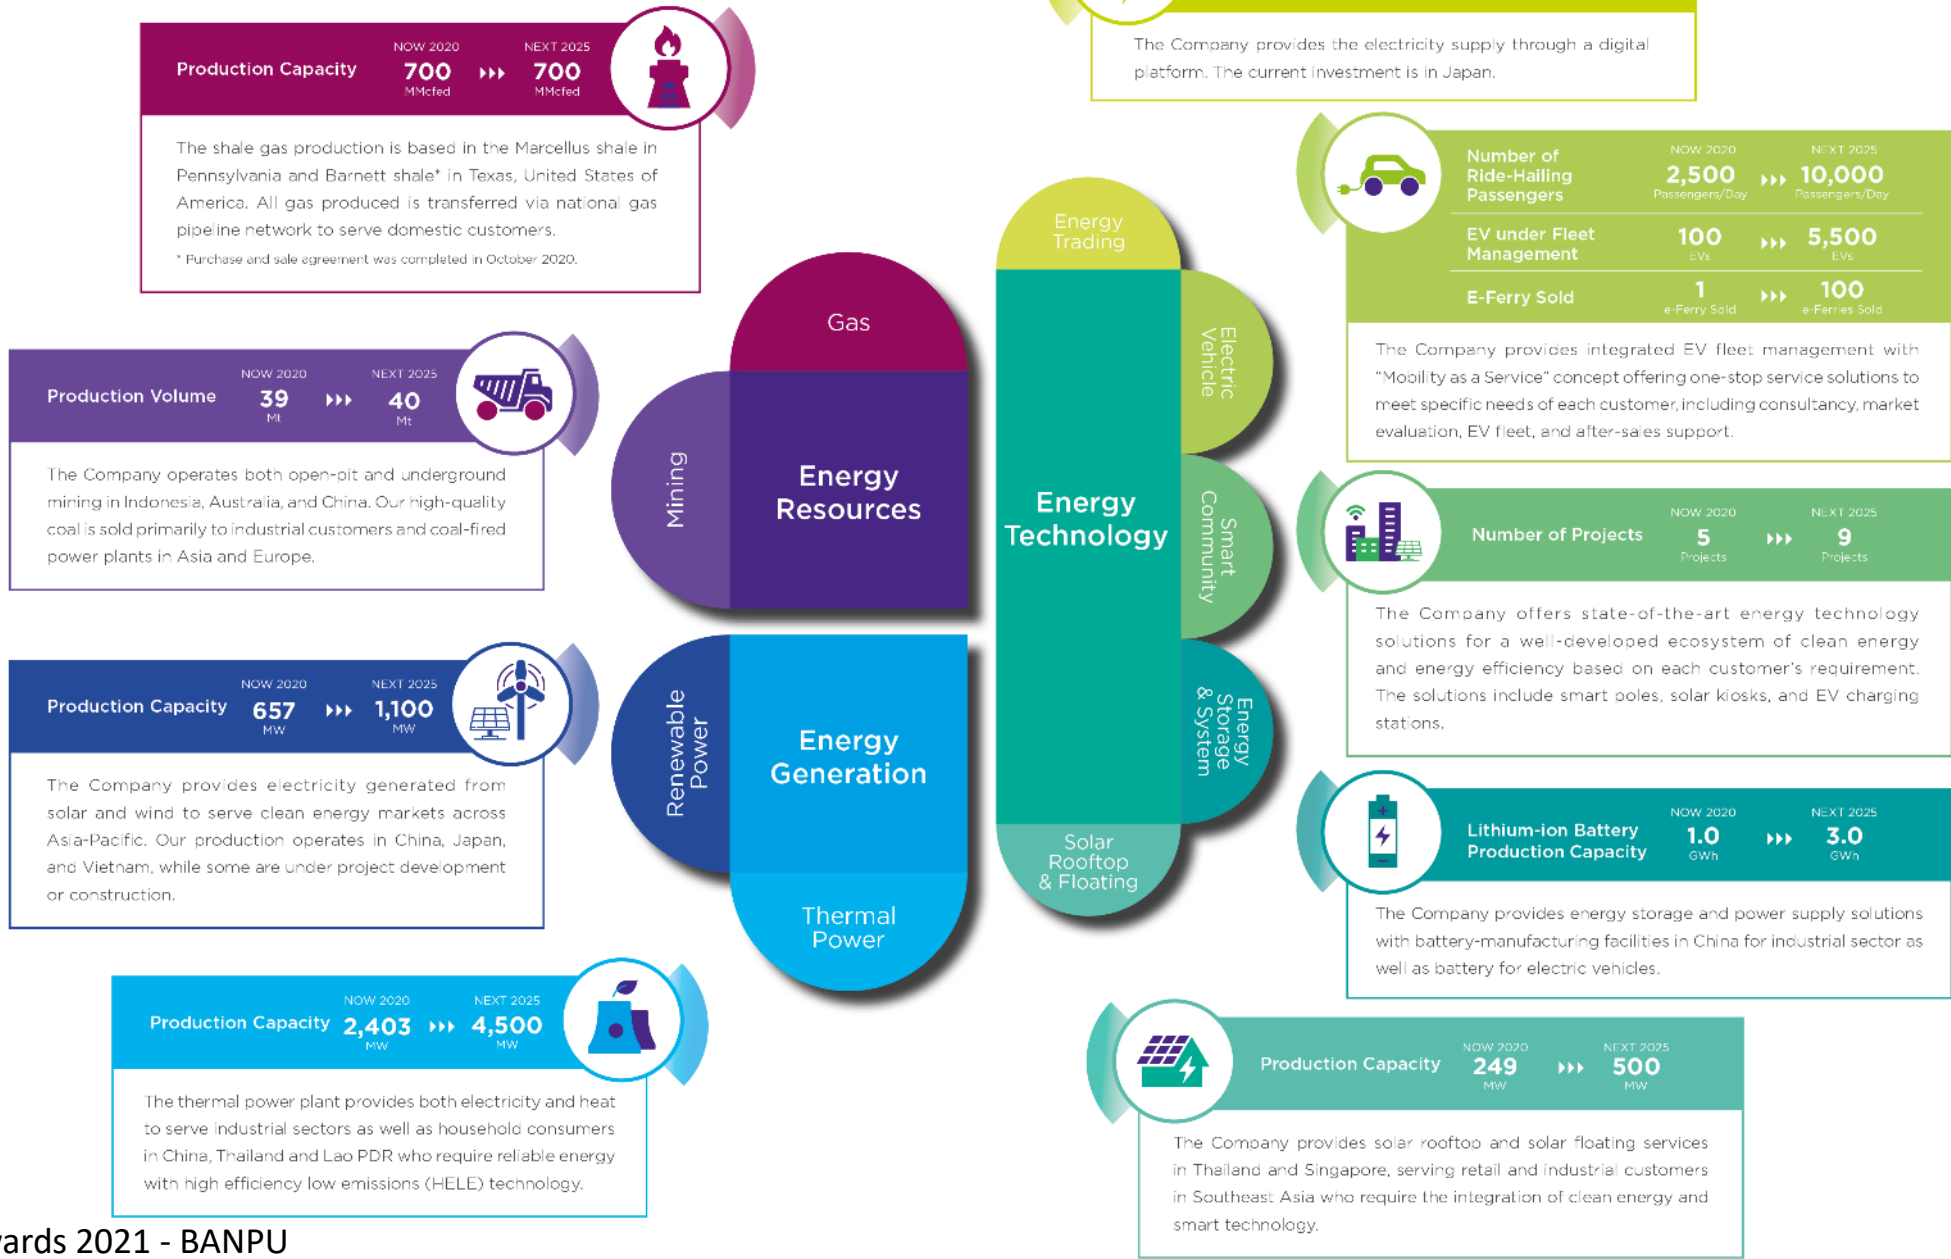 Production Capacity
NOW 2020
700
MMcfed
NEXT 2025
700
MMcfed
The shale gas production is based in the Marcellus shale in
Pennsylvania and Barnett shale* in Texas, United States of
America. All gas produced is transferred via national gas
pipeline network to serve domestic customers.
* Purchase and sale agreement was completed in October 2020.
Production Volume
NOW 2020
39
Mt
NEXT 2025
40
Mt
The Company operates both open-pit and underground
mining in Indonesia, Australia, and China. Our high-quality
coal is sold primarily to industrial customers and coal-fired
power plants in Asia and Europe.
Production Capacity
NOW 2020
657
MW
NEXT 2025
1,100
MW
The Company provides electricity generated from
solar and wind to serve clean energy markets across
Asia-Pacific. Our production operates in China, Japan,
and Vietnam, while some are under project development
or construction.
Production Capacity
NOW 2020
2,403
MW
NEXT 2025
4,500
MW
The thermal power plant provides both electricity and heat
to serve industrial sectors as well as household consumers
in China, Thailand and Lao PDR who require reliable energy
with high efficiency low emissions (HELE) technology.
Gas
Mining
Energy
Resources
Renewable
Power
Energy
Generation
Thermal
Power
Energy
Trading
Energy
Technology
Electric
Vehicle
Smart
Community
Energy
Storage
& System
Solar
Rooftop
& Floating
The Company provides the electricity supply through a digital
platform. The current investment is in Japan.
Number of
Ride-Hailing
Passengers
NOW 2020
2,500
Passengers/Day
NEXT 2025
10,000
Passengers/Day
EV under Fleet
Management
100
EVs
5,500
EVs
E-Ferry Sold
1
e-Ferry Sold
100
e-Ferries Sold
The Company provides integrated EV fleet management with
“Mobility as a Service” concept offering one-stop service solutions to
meet specific needs of each customer, including consultancy, market
evaluation, EV fleet, and after-sales support.
Number of Projects
NOW 2020
5
Projects
NEXT 2025
9
Projects
The Company offers state-of-the-art energy technology
solutions for a well-developed ecosystem of clean energy
and energy efficiency based on each customer's requirement.
The solutions include smart poles, solar kiosks, and EV charging
stations.
Lithium-ion Battery
Production Capacity
NOW 2020
1.0
GWh
NEXT 2025
3.0
GWh
The Company provides energy storage and power supply solutions
with battery-manufacturing facilities in China for industrial sector as
well as battery for electric vehicles.
Production Capacity
NOW 2020
249
MW
NEXT 2025
500
MW
The Company provides solar rooftop and solar floating services
in Thailand and Singapore, serving retail and industrial customers
in Southeast Asia who require the integration of clean energy and
smart technology.
ards 2021 - BANPU